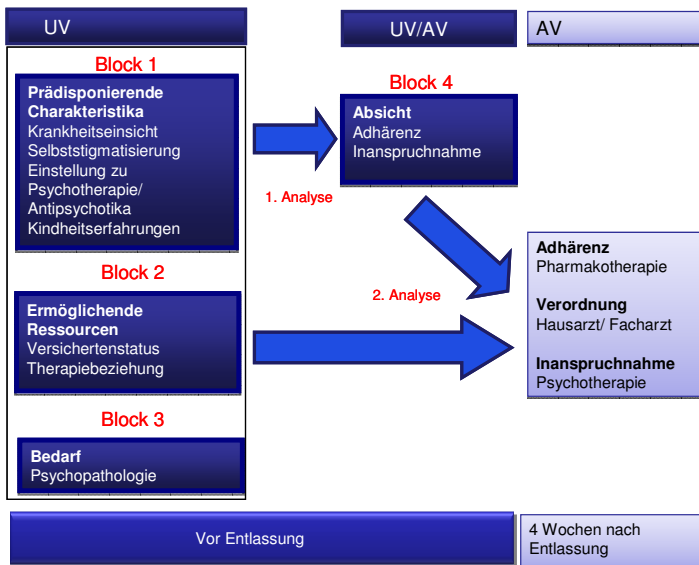 UV
UV/AV
AV
Block 1
Prädisponierende
Charakteristika
Krankheitseinsicht
Selbststigmatisierung
Einstellung zu
Psychotherapie/
Antipsychotika
Kindheitserfahrungen
Block 4
Absicht
Adhärenz
Inanspruchnahme
1. Analyse
Block 2
Ermöglichende
Ressourcen
Versichertenstatus
Therapiebeziehung
2. Analyse
Adhärenz
Pharmakotherapie
Verordnung
Hausarzt/ Facharzt
Inanspruchnahme
Psychotherapie
Block 3
Bedarf
Psychopathologie
Vor Entlassung
4 Wochen nach
Entlassung